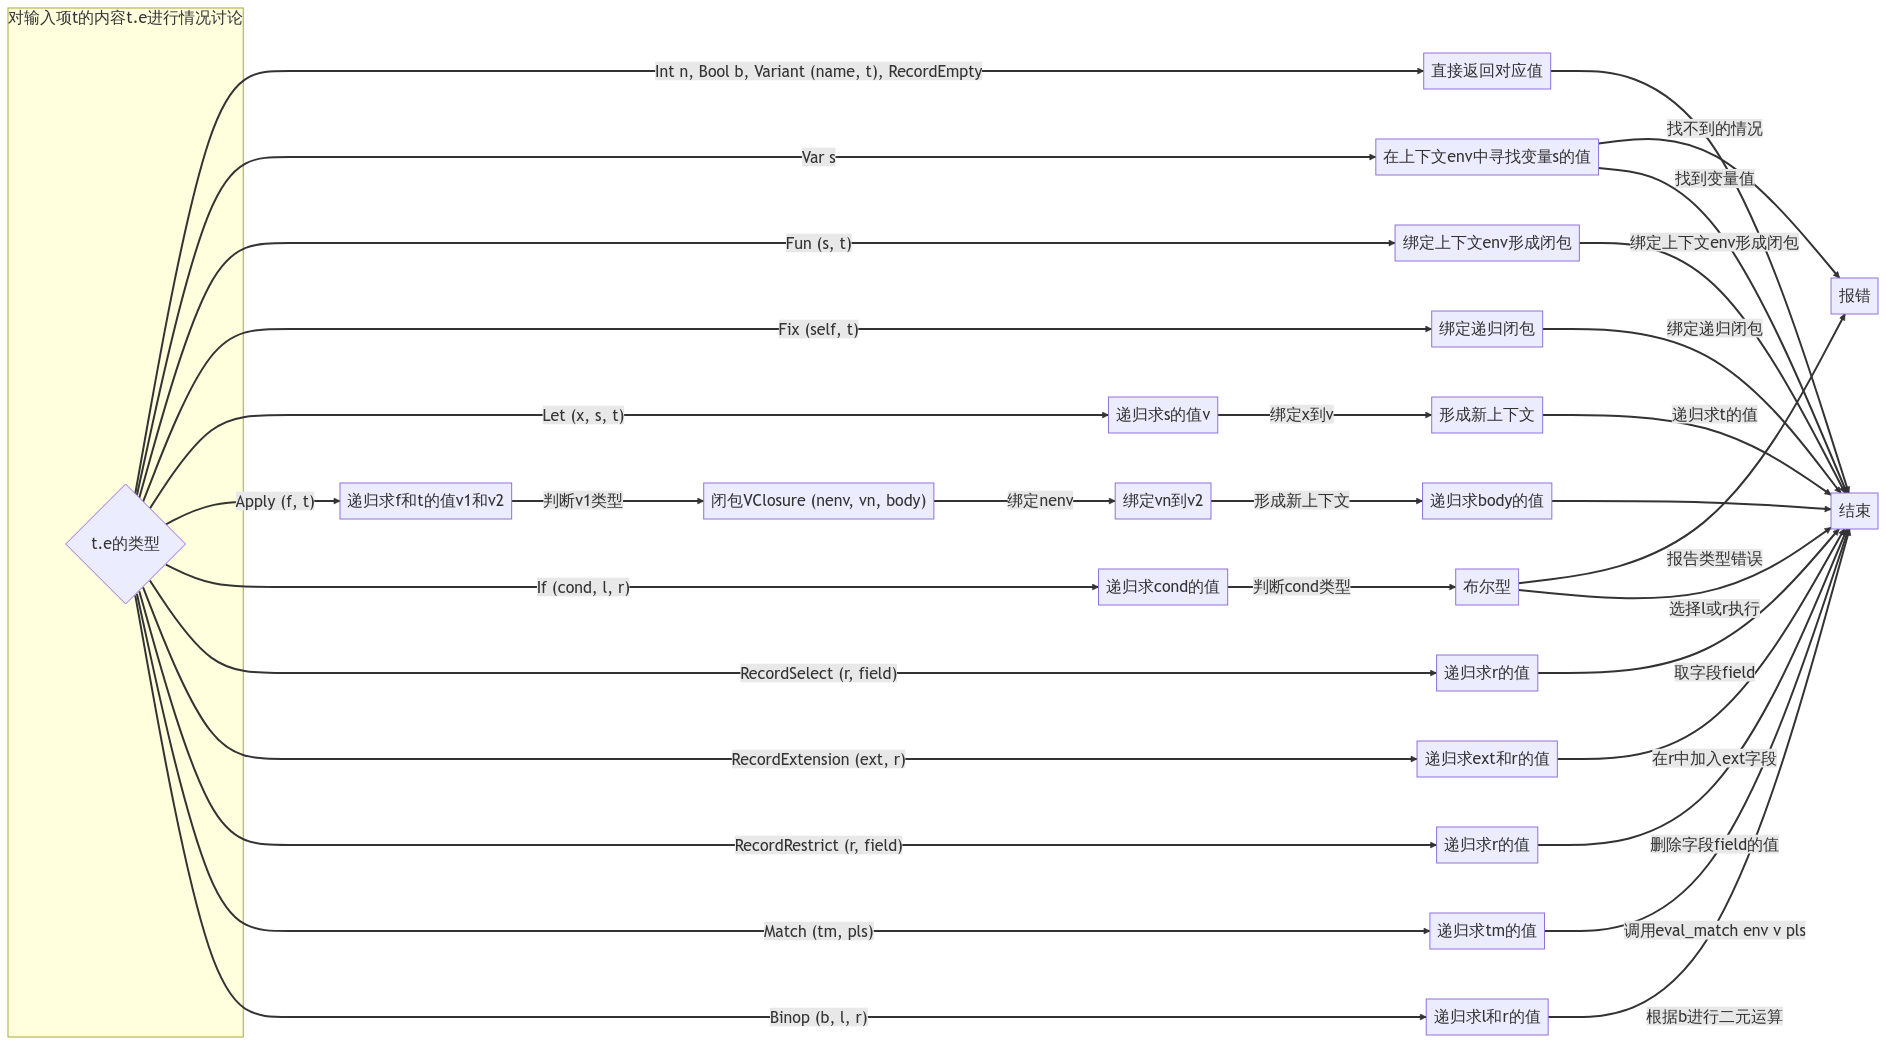 对输入项t的内容t.e进行情况讨论
Int n, Bool b, Variant (name, t), RecordEmpty
直接返回对应值
找不到的情况
Var s
在上下文env中寻找变量s的值
找到变量值
Fun (s, t)
绑定上下文env形成闭包
绑定上下文env形成闭包
报错
Fix (self, t)
绑定递归闭包
绑定递归闭包
Let (x, s, t)
递归求s的值v
绑定x到v
形成新上下文
递归求t的值
Apply (f, t)
递归求f和t的值v1和v2
判断v1类型
闭包VClosure (nenv, vn, body)
绑定nenv
绑定vn到v2
形成新上下文
递归求body的值
结束
t.e的类型
If (cond, l, r)
递归求cond的值
判断cond类型
布尔型
报告类型错误
选择l或r执行
RecordSelect (r, field)
递归求r的值
取字段field
RecordExtension (ext, r)
递归求ext和r的值
在r中加入ext字段
RecordRestrict (r, field)
递归求r的值
删除字段field的值
Match (tm, pls)
递归求tm的值
调用eval_match env v pls
Binop (b, l, r)
递归求l和r的值
根据b进行二元运算